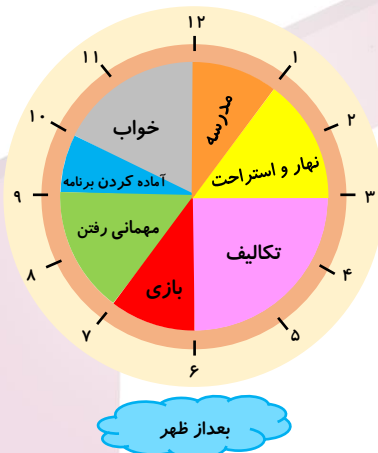 ۱۲
۱
۲
۳
۴
۵
۶
۷
۸
۹
۱۰
۱۱
مدرسه
نهار و استراحت
تکالیف
بازی
مهمانی رفتن
آماده کردن برنامه
خواب
بعداز ظهر